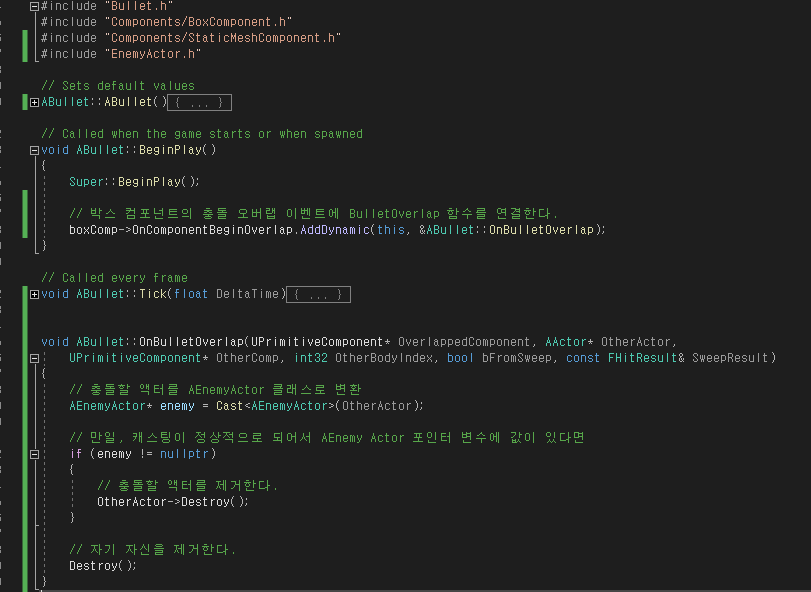 #include "Bullet.h"
#include "Components/BoxComponent.h"
#include "Components/StaticMeshComponent.h"
#include "EnemyActor.h"
// Sets default values
ABullet::ABullet(){ ... }
// Called when the game starts or when spawned
void ABullet::BeginPlay()
{
Super::BeginPlay();
// 박스 컴포넌트의 충돌 오버랩 이벤트에 BulletOverlap 함수를 연결한다.
boxComp->OnComponentBeginOverlap.AddDynamic(this, &ABullet::OnBulletOverlap);
}
// Called every frame
void ABullet::Tick(float DeltaTime){ ... }
void ABullet::OnBulletOverlap(UPrimitiveComponent* OverlappedComponent, AActor* OtherActor,
UPrimitiveComponent* OtherComp, int32 OtherBodyIndex, bool bFromSweep, const FHitResult& SweepResult)
{
// 충돌할 액터를 AEnemyActor 클래스로 변환
AEnemyActor* enemy = Cast<AEnemyActor>(OtherActor);
// 만일, 캐스팅이 정상적으로 되어서 AEnemy Actor 포인터 변수에 값이 있다면
if (enemy != nullptr)
{
// 충돌할 액터를 제거한다.
OtherActor->Destroy();
}
// 자기 자신을 제거한다.
Destroy();
}